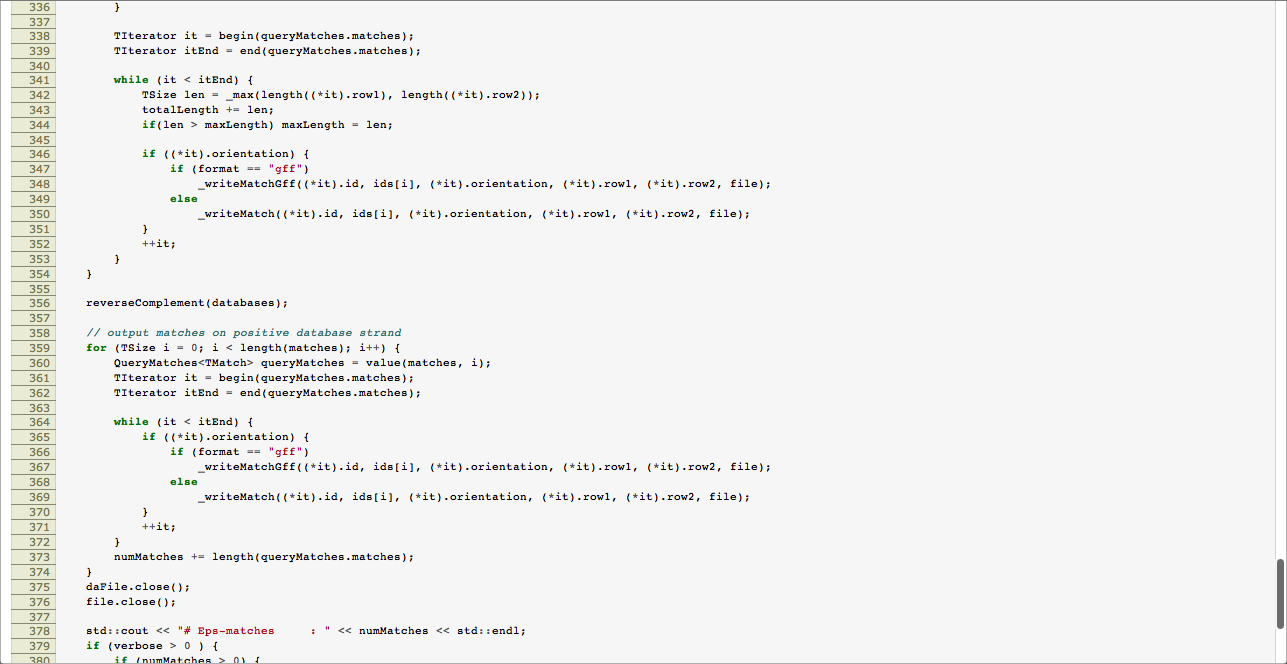 336         }
337
338         TIterator it = begin(queryMatches.matches);
339         TIterator itEnd = end(queryMatches.matches);
340
341         while (it < itEnd) {
342             TSize len = _max(length((*it).row1), length((*it).row2));
343             totalLength += len;
344             if(len > maxLength) maxLength = len;
345
346             if ((*it).orientation) {
347                 if (format == "gff")
348                     _writeMatchGff((*it).id, ids[i], (*it).orientation, (*it).row1, (*it).row2, file);
349                 else
350                     _writeMatch((*it).id, ids[i], (*it).orientation, (*it).row1, (*it).row2, file);
351             }
352             ++it;
353         }
354     }
355
356     reverseComplement(databases);
357
358     // output matches on positive database strand
359     for (TSize i = 0; i < length(matches); i++) {
360         QueryMatches<TMatch> queryMatches = value(matches, i);
361         TIterator it = begin(queryMatches.matches);
362         TIterator itEnd = end(queryMatches.matches);
363
364         while (it < itEnd) {
365             if ((*it).orientation) {
366                 if (format == "gff")
367                     _writeMatchGff((*it).id, ids[i], (*it).orientation, (*it).row1, (*it).row2, file);
368                 else
369                     _writeMatch((*it).id, ids[i], (*it).orientation, (*it).row1, (*it).row2, file);
370             }
371             ++it;
372         }
373         numMatches += length(queryMatches.matches);
374     }
375     daFile.close();
376     file.close();
377
378     std::cout << "# Eps-matches     : " << numMatches << std::endl;
379     if (verbose > 0 ) {
380         if (numMatches > 0) {